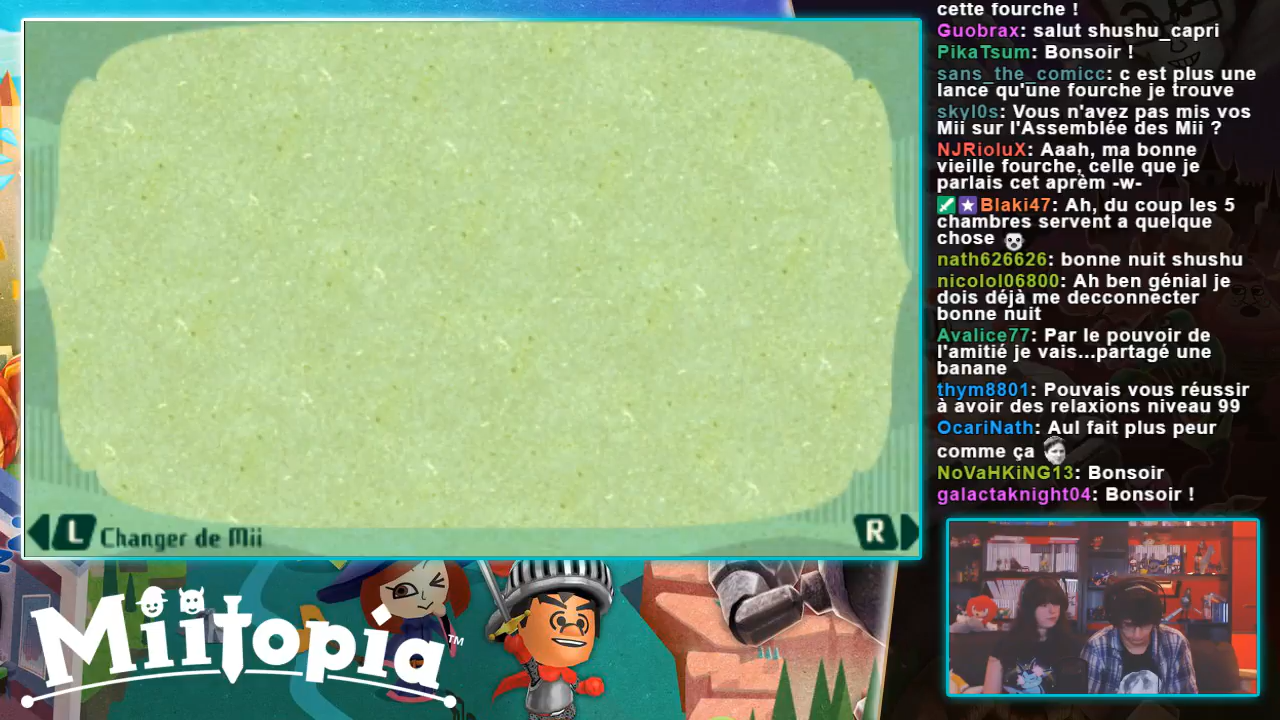 cette fourche !
Guobrax: salut shushu_capri
PikaTsum: Bonsoir !
sans_the_comicc: c est plus une
lance qu'une fourche je trouve
skyl0s: Vous n'avez pas mis vos
Mii sur l'Assemblée des Mii ?
NJRioluX: Aaah, ma bonne
vieille fourche, celle que je
parlais cet aprèm -w-
Blaki47: Ah, du coup les 5
chambres servent a quelque
chose
nath626626: bonne nuit shushu
nicolol06800: Ah ben génial je
dois déjà me decconnecter
bonne nuit
Avalice77: Par le pouvoir de
l'amitié je vais...partagé une
banane
thym8801: Pouvais vous réussir
à avoir des relaxions niveau 99
OcariNath: Aul fait plus peur
comme ça
NoVaHKiNG13: Bonsoir
galactaknight04: Bonsoir !
L Changer de Mii R
Miitopia™